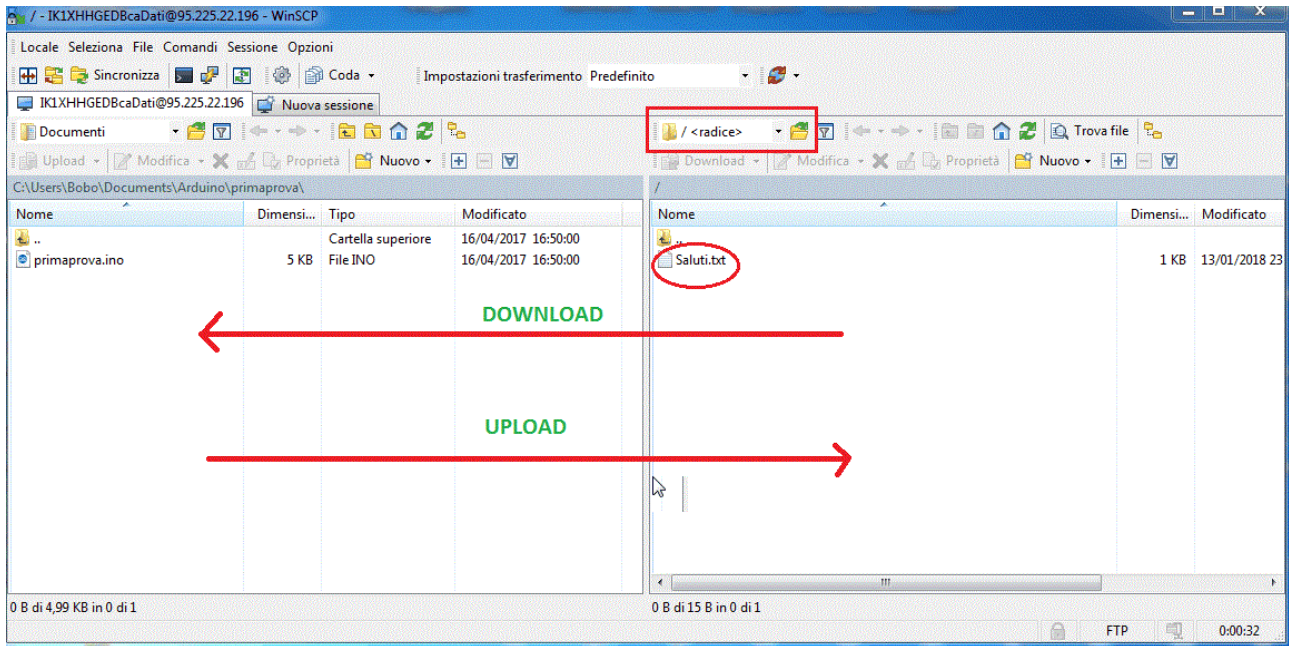 / - IK1XHHGEDBcaDati@95.225.22.196 - WinSCP
Locale Seleziona File Comandi Sessione Opzioni
Sincronizza Coda Impostazioni trasferimento Predefinito
IK1XHHGEDBcaDati@95.225.22.196 Nuova sessione
Documenti / <radice> Trova file
Upload Modifica Proprietà Nuovo Download Modifica Proprietà Nuovo
C:\Users\Bobo\Documents\Arduino\primaprova\ /
Nome Dimensi... Tipo Modificato Nome Dimensi... Modificato
.. Cartella superiore 16/04/2017 16:50:00 ..
primaprova.ino 5 KB File INO 16/04/2017 16:50:00 Saluti.txt 1 KB 13/01/2018 23
DOWNLOAD
UPLOAD
0 B di 4,99 KB in 0 di 1 0 B di 15 B in 0 di 1
FTP 0:00:32